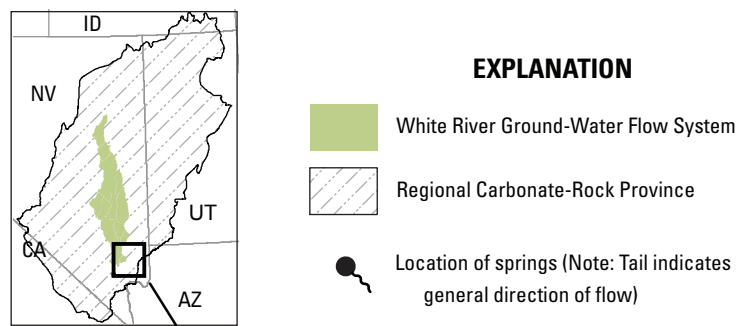 ID
NV
UT
CA
AZ
EXPLANATION
White River Ground-Water Flow System
Regional Carbonate-Rock Province
Location of springs (Note: Tail indicates
general direction of flow)